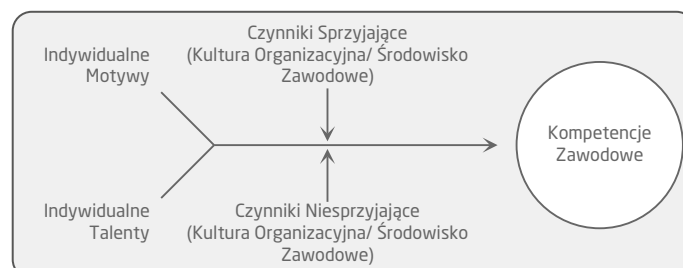 Czynniki Sprzyjające
(Kultura Organizacyjna/ Środowisko
Zawodowe)
Indywidualne
Motywy
Kompetencje
Zawodowe
Indywidualne
Talenty
Czynniki Niesprzyjające
(Kultura Organizacyjna/ Środowisko
Zawodowe)